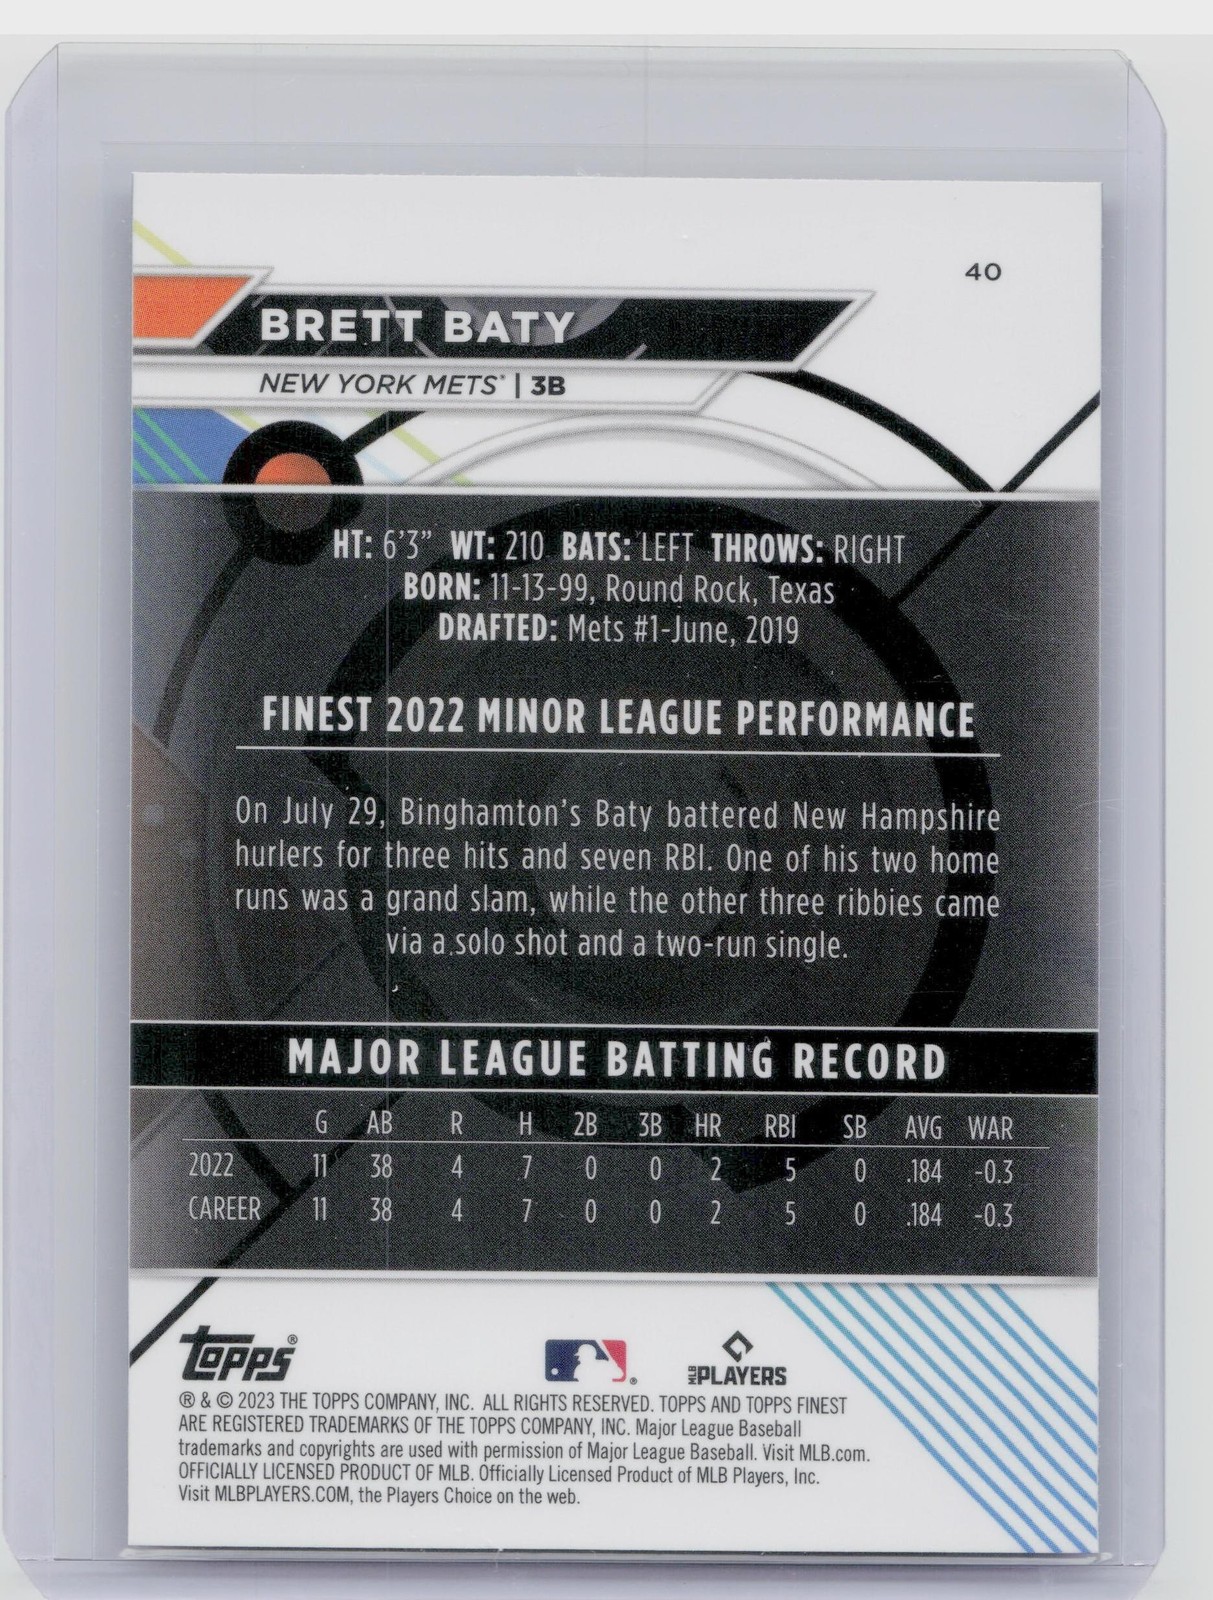 40
BRETT BATY
NEW YORK METS® | 3B
HT: 6'3" WT: 210 BATS: LEFT THROWS: RIGHT
BORN: 11-13-99, Round Rock, Texas
DRAFTED: Mets #1-June, 2019
FINEST 2022 MINOR LEAGUE PERFORMANCE
On July 29, Binghamton's Baty battered New Hampshire
hurlers for three hits and seven RBI. One of his two home
runs was a grand slam, while the other three ribbies came
via a solo shot and a two-run single.
MAJOR LEAGUE BATTING RECORD
G AB R H 2B 3B HR RBI SB AVG WAR
2022 11 38 4 7 0 0 2 5 0 .184 -0.3
CAREER 11 38 4 7 0 0 2 5 0 .184 -0.3
topps®
® MLB PLAYERS
® & © 2023 THE TOPPS COMPANY, INC. ALL RIGHTS RESERVED. TOPPS AND TOPPS FINEST
ARE REGISTERED TRADEMARKS OF THE TOPPS COMPANY, INC. Major League Baseball
trademarks and copyrights are used with permission of Major League Baseball. Visit MLB.com.
OFFICIALLY LICENSED PRODUCT OF MLB. Officially Licensed Product of MLB Players, Inc.
Visit MLBPLAYERS.COM, the Players Choice on the web.